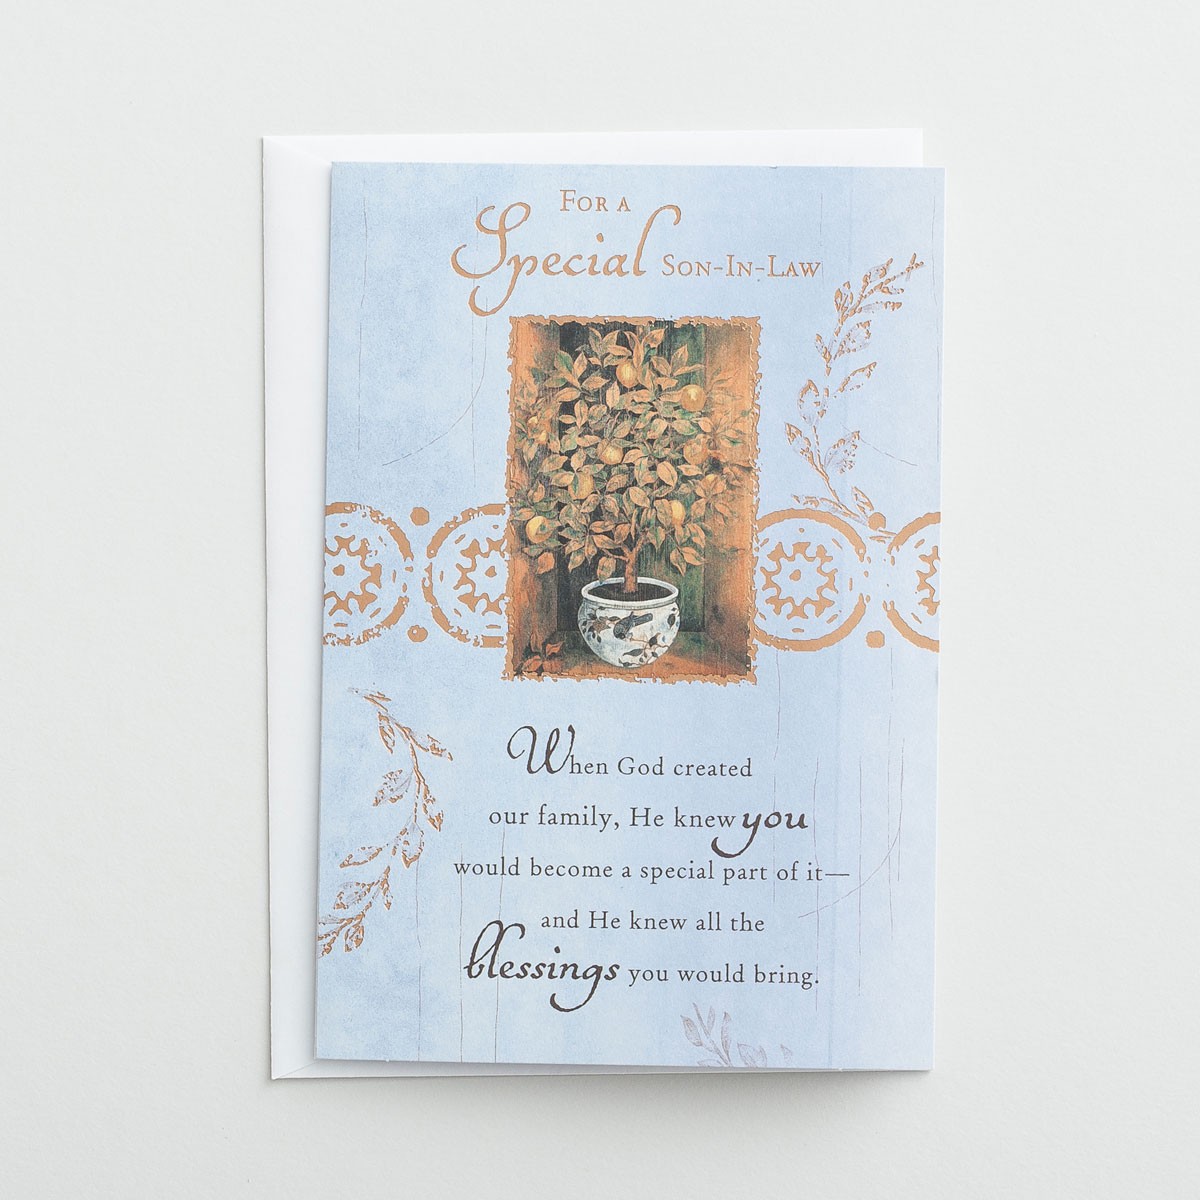 For a
Special Son-In-Law
When God created
our family, He knew you
would become a special part of it—
and He knew all the
blessings you would bring.